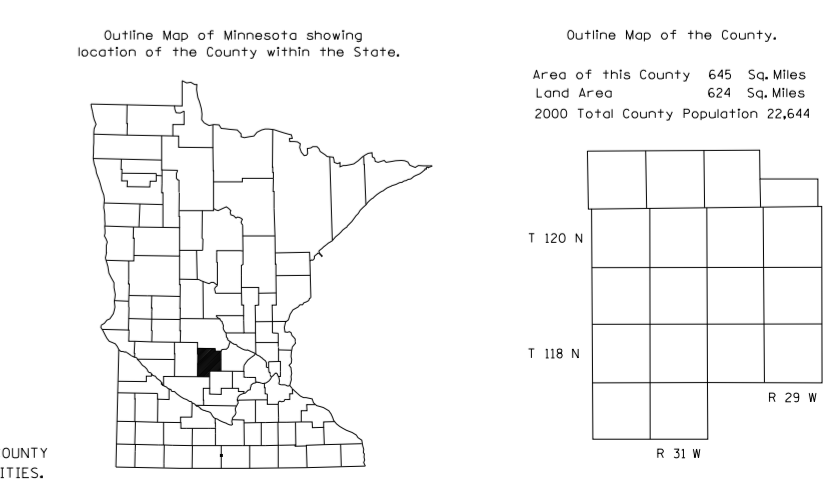 Outline Map of Minnesota showing
location of the County within the State.
OUNTY
ITIES.
Outline Map of the County.
Area of this County 645 Sq. Miles
Land Area 624 Sq. Miles
2000 Total County Population 22,644
T 120 N
T 118 N
R 29 W
R 31 W